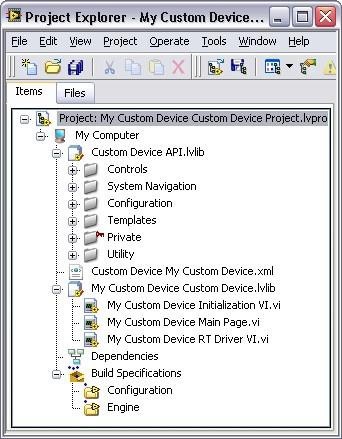 Project Explorer - My Custom Device...
File Edit View Project Operate Tools Window Help
Items Files
Project: My Custom Device Custom Device Project.lvpro
My Computer
Custom Device API.lvlib
Controls
System Navigation
Configuration
Templates
Private
Utility
Custom Device My Custom Device.xml
My Custom Device Custom Device.lvlib
My Custom Device Initialization VI.vi
My Custom Device Main Page.vi
My Custom Device RT Driver VI.vi
Dependencies
Build Specifications
Configuration
Engine